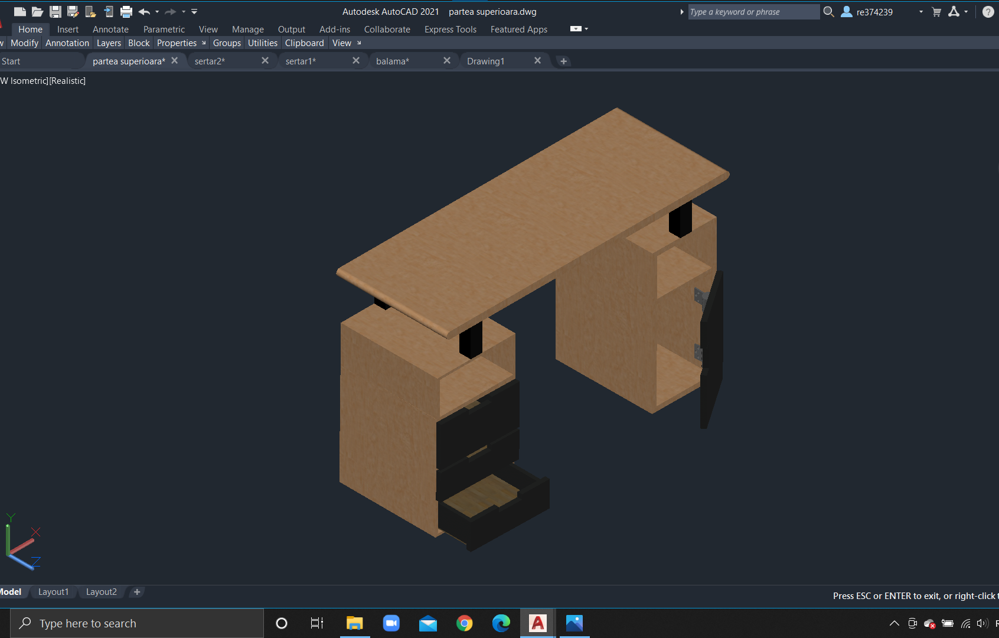 Autodesk AutoCAD 2021 partea superioara.dwg
Type a keyword or phrase
re374239
?
Home Insert Annotate Parametric View Manage Output Add-ins Collaborate Express Tools Featured Apps
w Modify Annotation Layers Block Properties Groups Utilities Clipboard View
Start partea superioara* sertar2* sertar1* balama* Drawing1
W Isometric][Realistic]
Y
X
Z
Model Layout1 Layout2
Press ESC or ENTER to exit, or right-click t
Type here to search